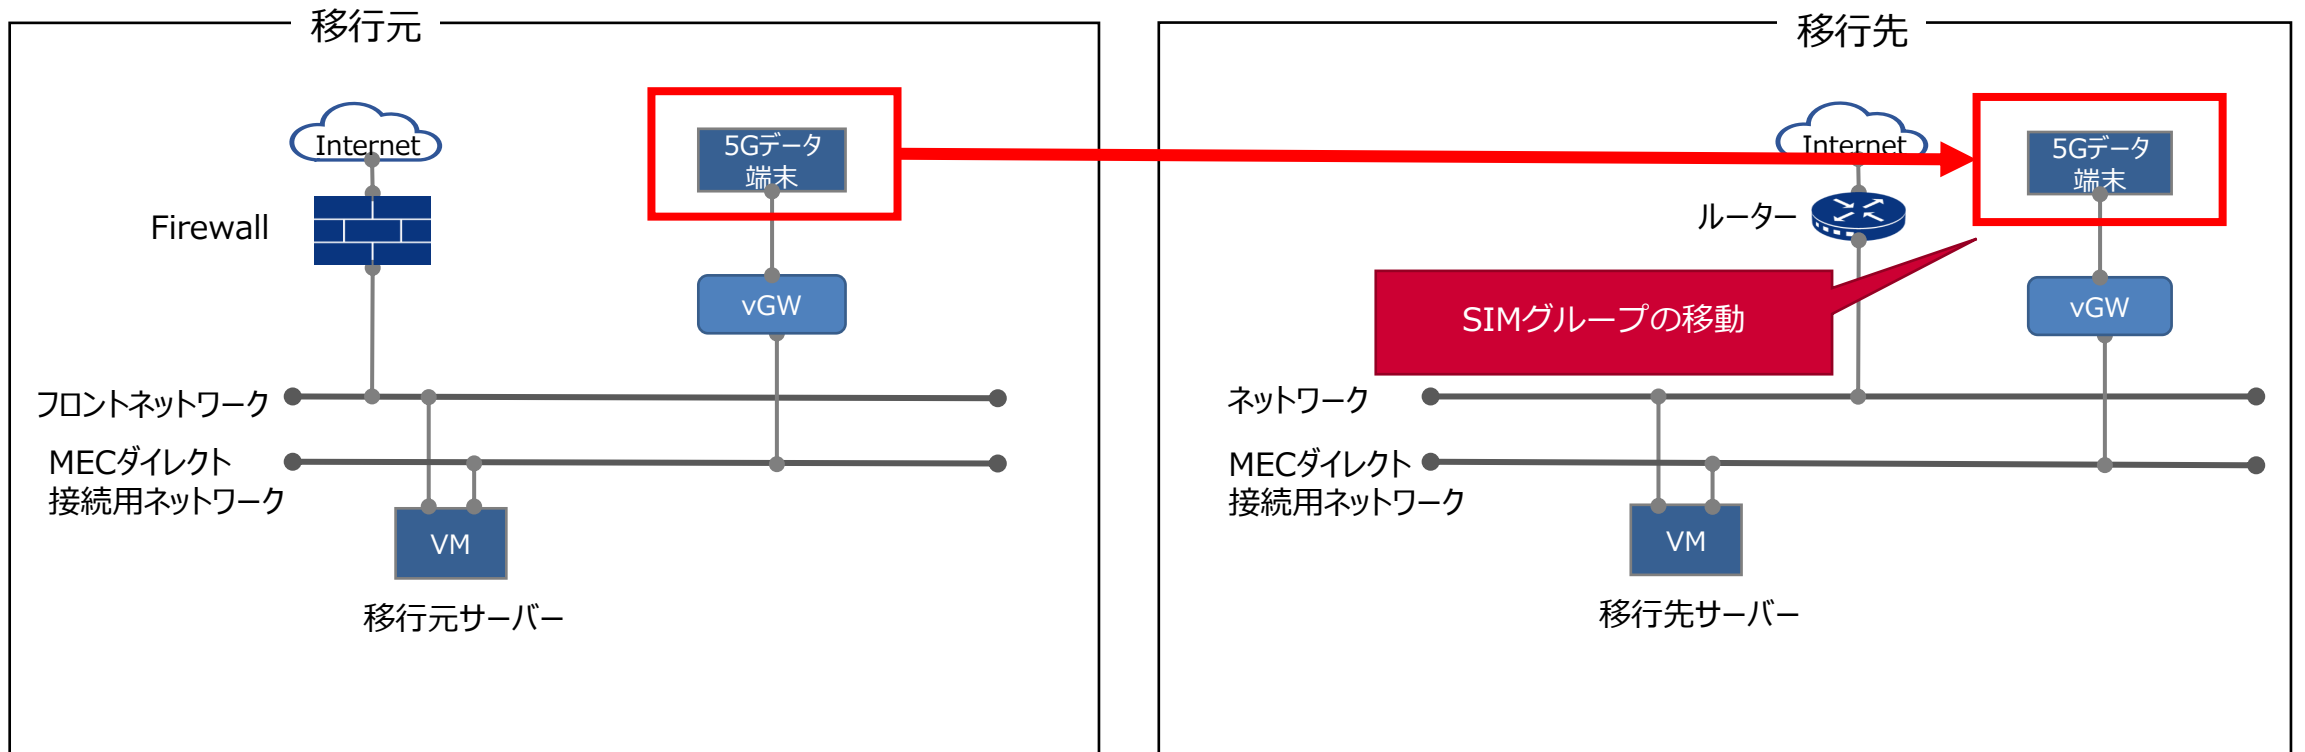 移行元
Internet
Firewall
5Gデータ
端末
vGW
フロントネットワーク
MECダイレクト
接続用ネットワーク
VM
移行元サーバー
移行先
Internet
ルーター
5Gデータ
端末
SIMグループの移動
vGW
ネットワーク
MECダイレクト
接続用ネットワーク
VM
移行先サーバー